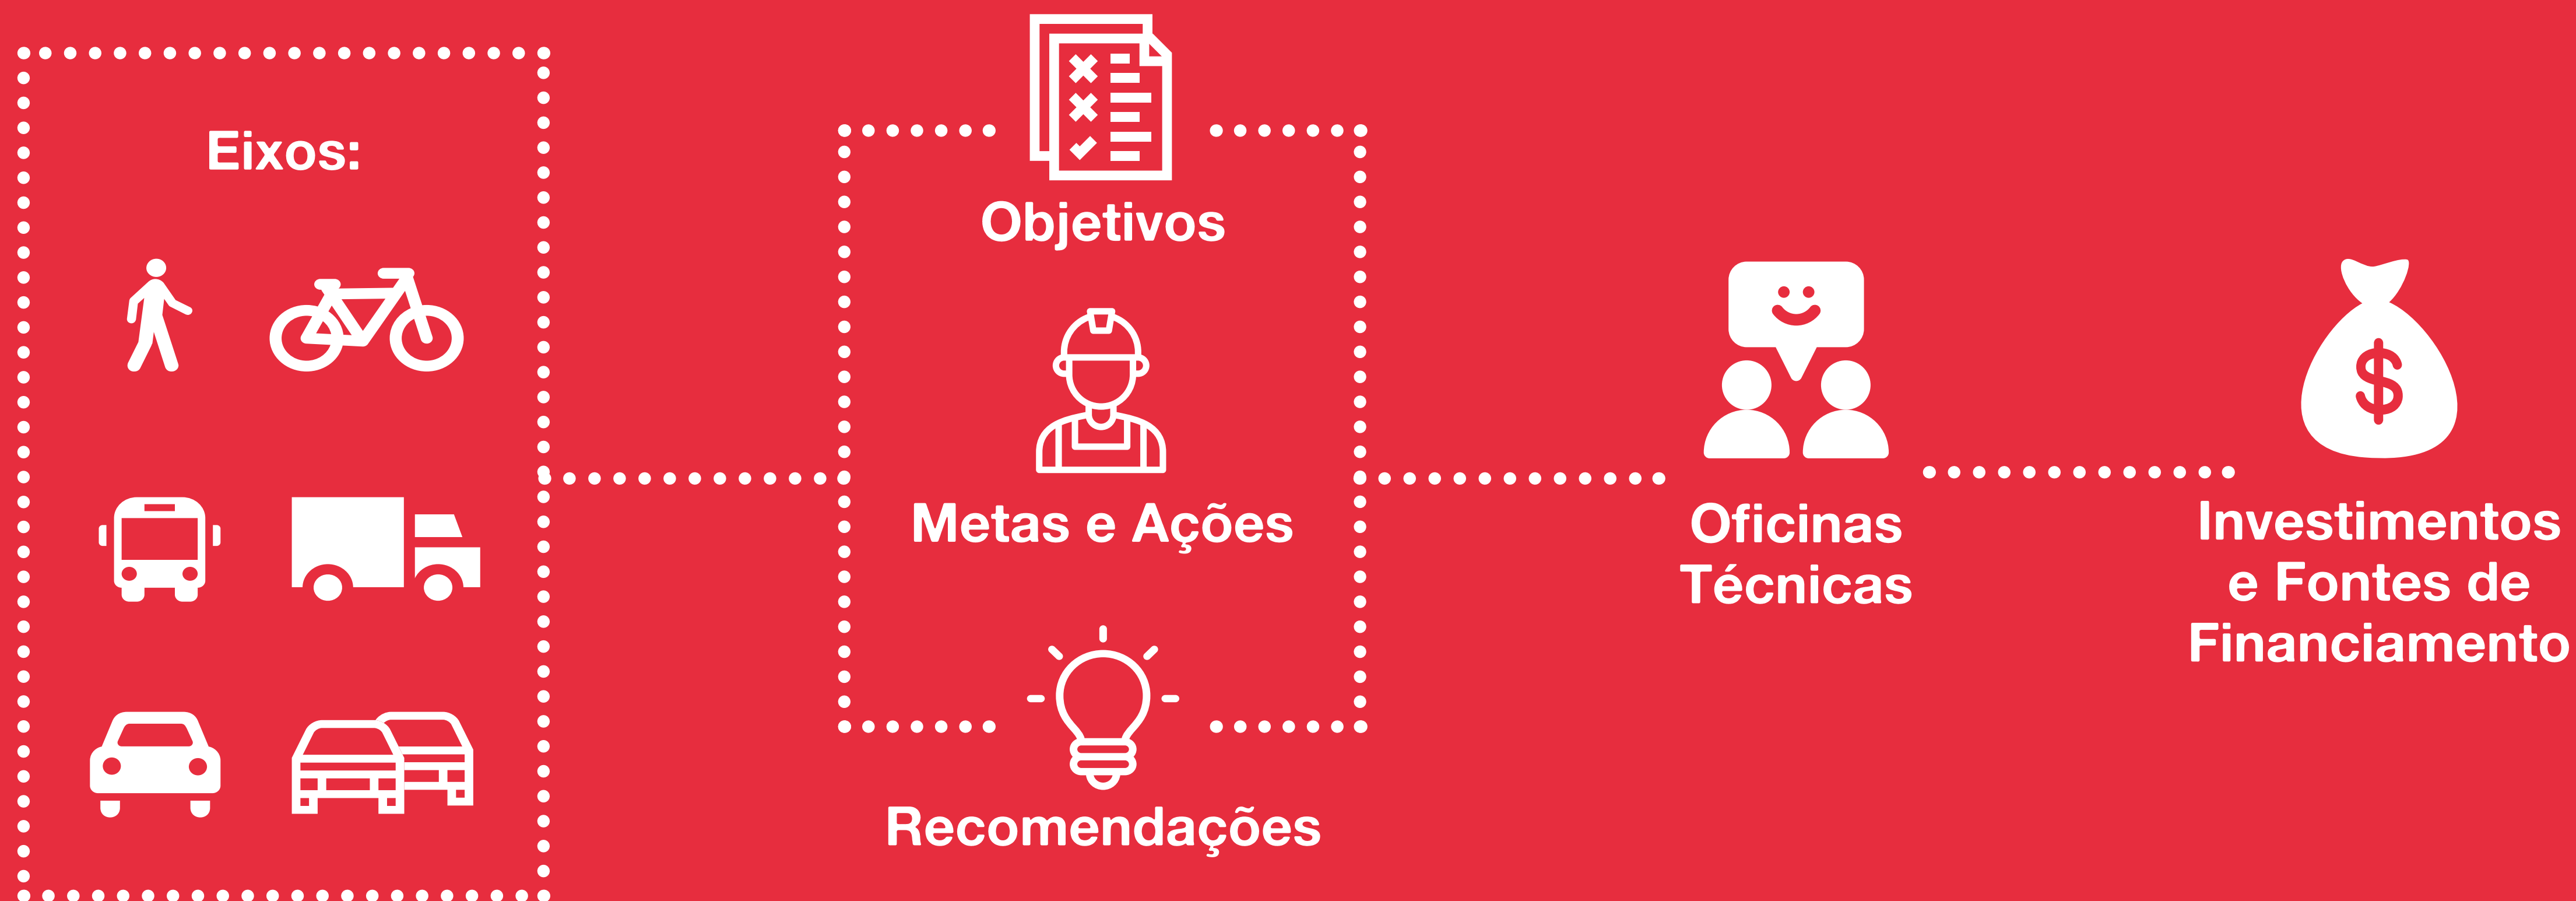 Eixos:
Objetivos
Metas e Ações
Recomendações
Oficinas
Técnicas
Investimentos
e Fontes de
Financiamento